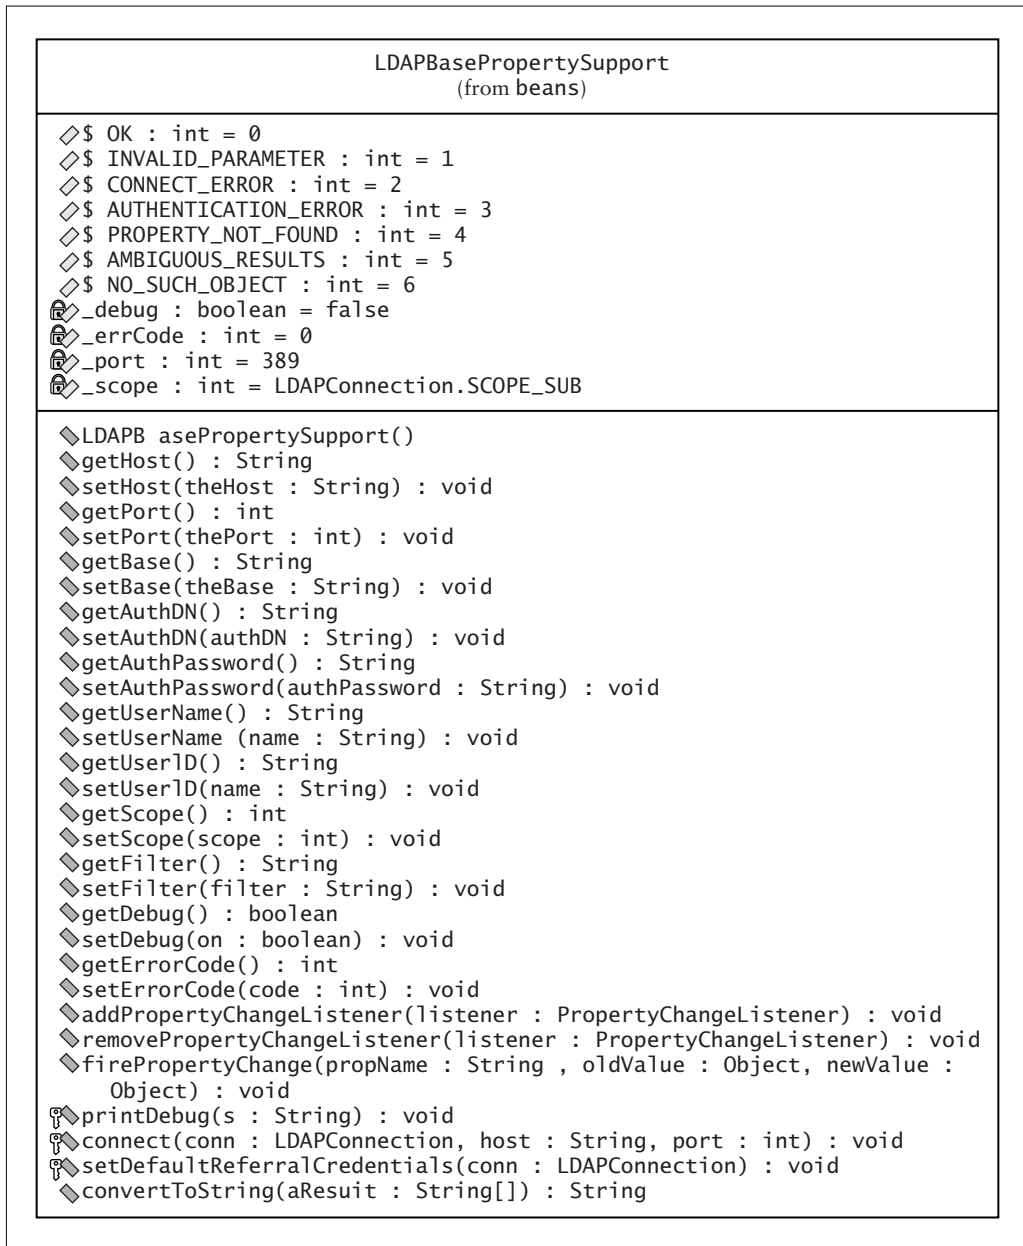 LDAPBasePropertySupport
(from beans)
$ OK : int = 0
$ INVALID_PARAMETER : int = 1
$ CONNECT_ERROR : int = 2
$ AUTHENTICATION_ERROR : int = 3
$ PROPERTY_NOT_FOUND : int = 4
$ AMBIGUOUS_RESULTS : int = 5
$ NO_SUCH_OBJECT : int = 6
_debug : boolean = false
_errCode : int = 0
_port : int = 389
_scope : int = LDAPConnection.SCOPE_SUB
LDAPB asePropertySupport()
getHost() : String
setHost(theHost : String) : void
getPort() : int
setPort(thePort : int) : void
getBase() : String
setBase(theBase : String) : void
getAuthDN() : String
setAuthDN(authDN : String) : void
getAuthPassword() : String
setAuthPassword(authPassword : String) : void
getUserName() : String
setUserName (name : String) : void
getUserlD() : String
setUserlD(name : String) : void
getScope() : int
setScope(scope : int) : void
getFilter() : String
setFilter(filter : String) : void
getDebug() : boolean
setDebug(on : boolean) : void
getErrorCode() : int
setErrorCode(code : int) : void
addPropertyChangeListener(listener : PropertyChangeListener) : void
removePropertyChangeListener(listener : PropertyChangeListener) : void
firePropertyChange(propName : String , oldValue : Object, newValue :
Object) : void
printDebug(s : String) : void
connect(conn : LDAPConnection, host : String, port : int) : void
setDefaultReferralCredentials(conn : LDAPConnection) : void
convertToString(aResuit : String[]) : String